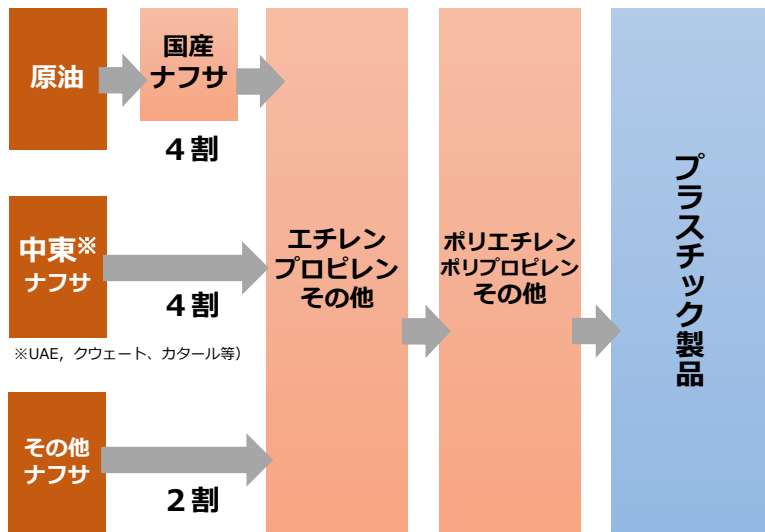 原油
国産
ナフサ
４割
中東※
ナフサ
４割
※UAE，クウェート、カタール等）
その他
ナフサ
２割
エチレン
プロピレン
その他
ポリエチレン
ポリプロピレン
その他
プラスチック製品